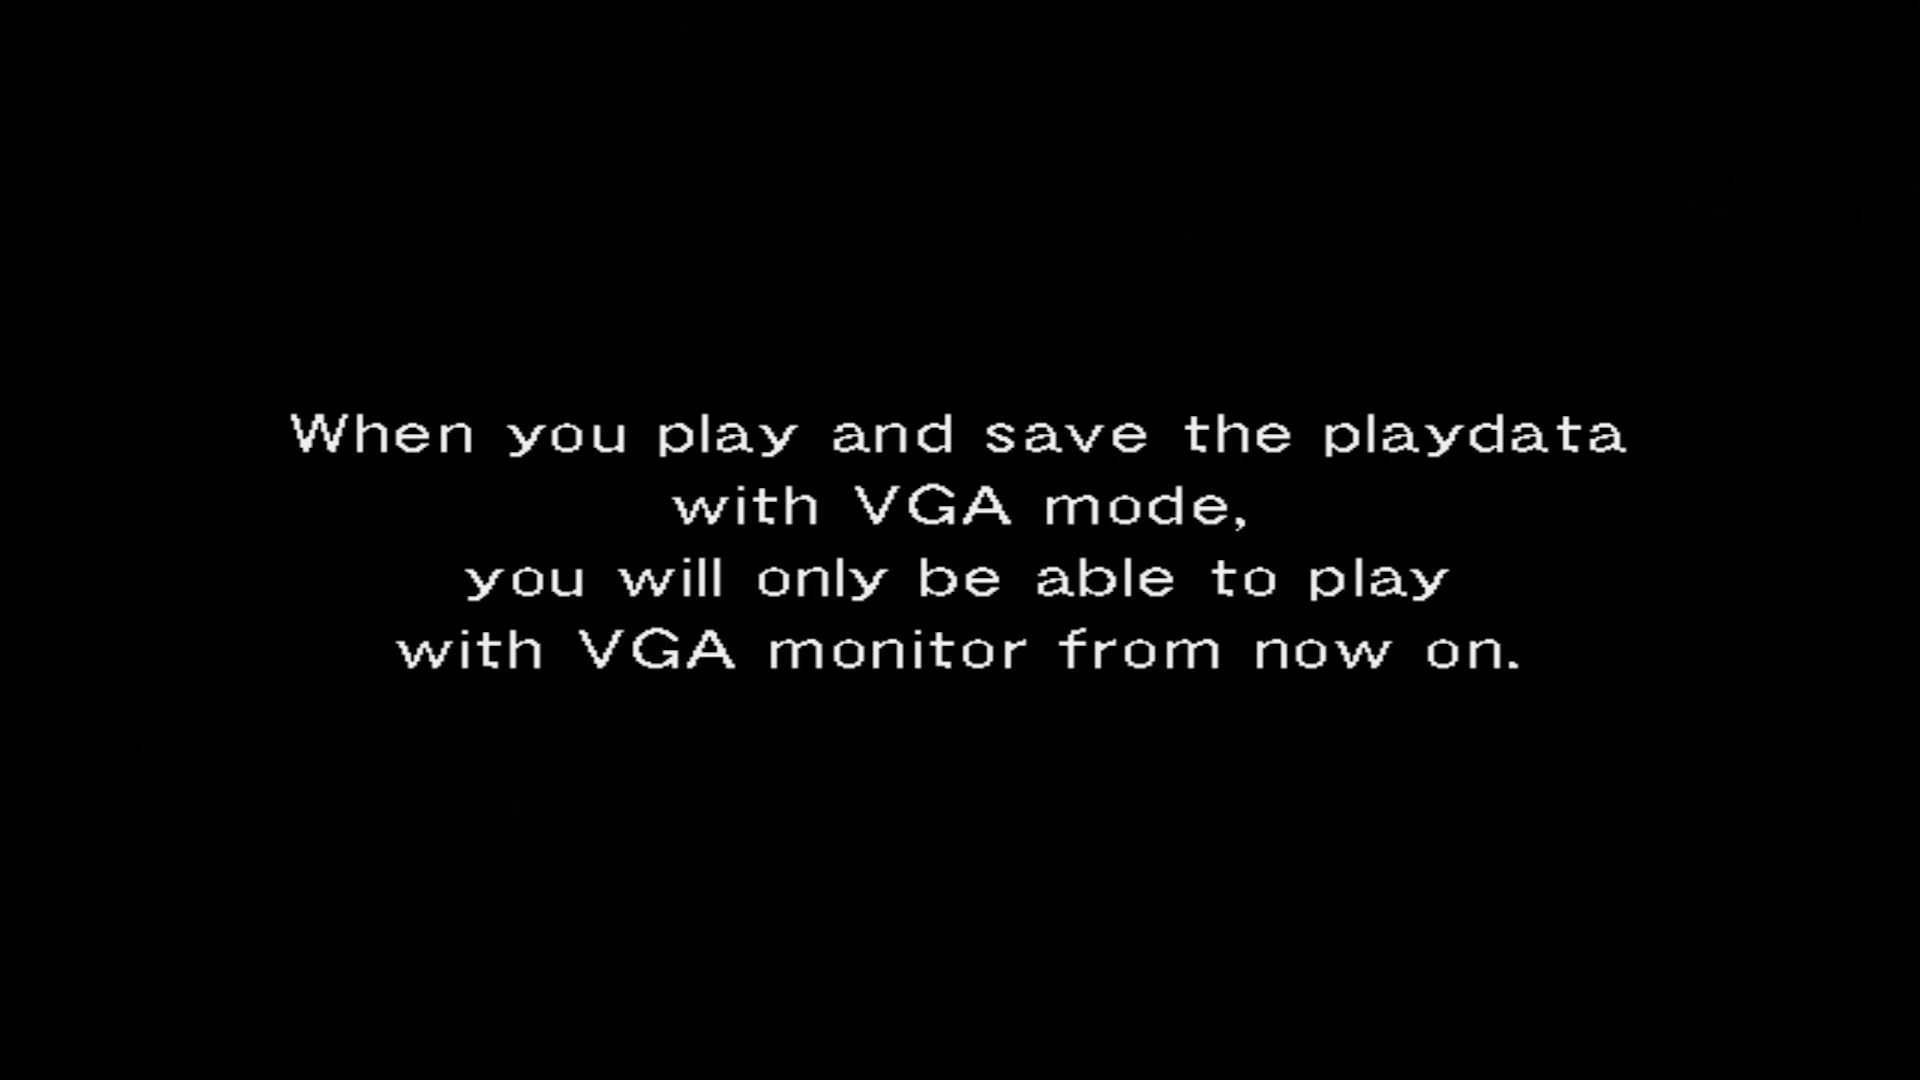 When you play and save the playdata
with VGA mode,
you will only be able to play
with VGA monitor from now on.